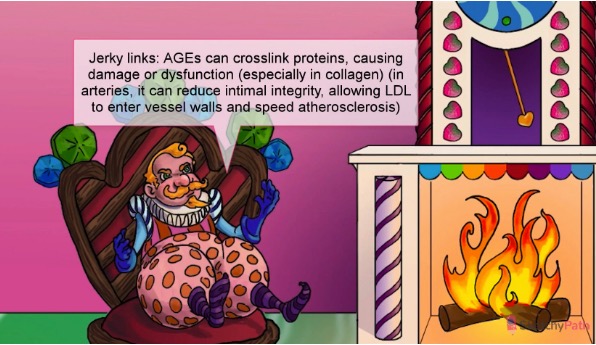 Jerky links: AGEs can crosslink proteins, causing
damage or dysfunction (especially in collagen) (in
arteries, it can reduce intimal integrity, allowing LDL
to enter vessel walls and speed atherosclerosis)
SketchyPath